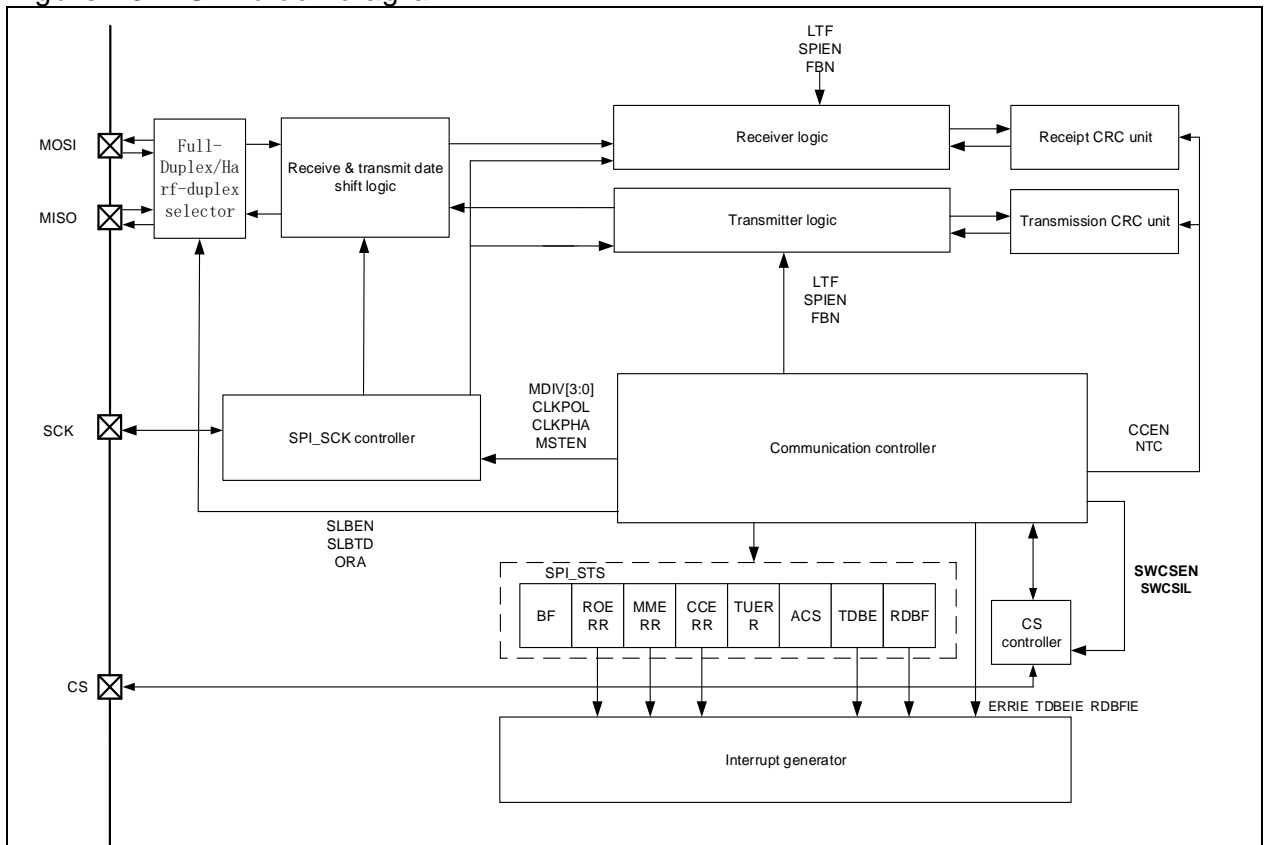 LTF
SPIEN
FBN
MOSI
Full-
Duplex/Ha
rf-duplex
selector
Receive & transmit date
shift logic
Receiver logic
Receipt CRC unit
MISO
Transmitter logic
Transmission CRC unit
LTF
SPIEN
FBN
MDIV[3:0]
CLKPOL
CLKPHA
MSTEN
SCK
SPI_SCK controller
Communication controller
CCEN
NTC
SLBEN
SLBTD
ORA
SPI_STS
BF
ROE
RR
MME
RR
CCE
RR
TUER
R
ACS
TDBE
RDBF
SWCSEN
SWCSIL
CS
controller
CS
ERRIE TDBEIE RDBFIE
Interrupt generator